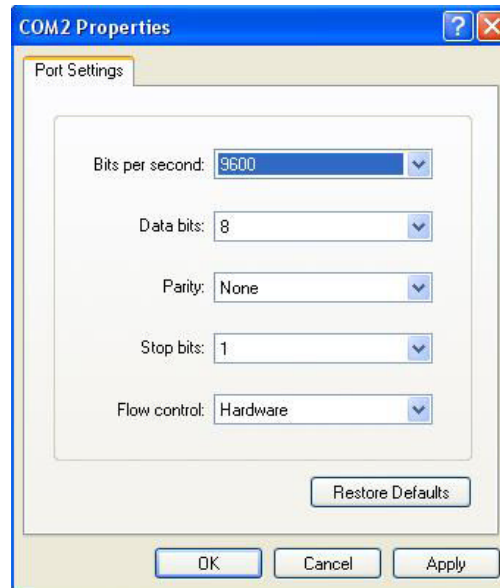 COM2 Properties
Port Settings
Bits per second: 9600
Data bits: 8
Parity: None
Stop bits: 1
Flow control: Hardware
Restore Defaults
OK Cancel Apply